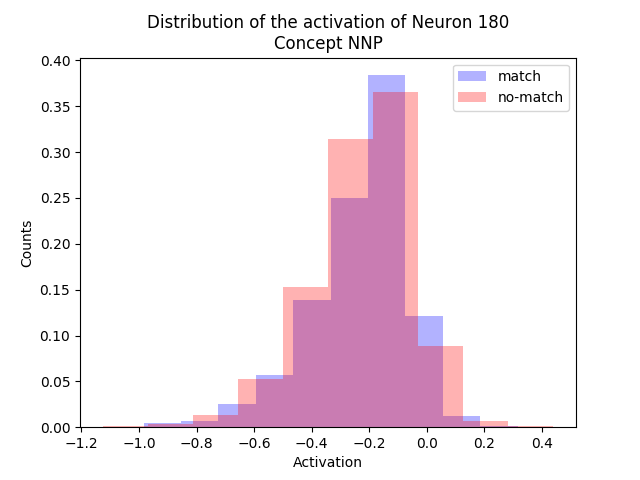 Distribution of the activation of Neuron 180
Concept NNP
match
no-match
0.40
0.35
0.30
0.25
0.20
0.15
0.10
0.05
0.00
Counts
−1.2 −1.0 −0.8 −0.6 −0.4 −0.2 0.0 0.2 0.4
Activation